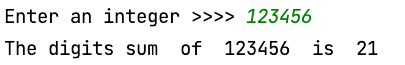 Enter an integer >>>> 123456
The digits sum  of  123456  is  21